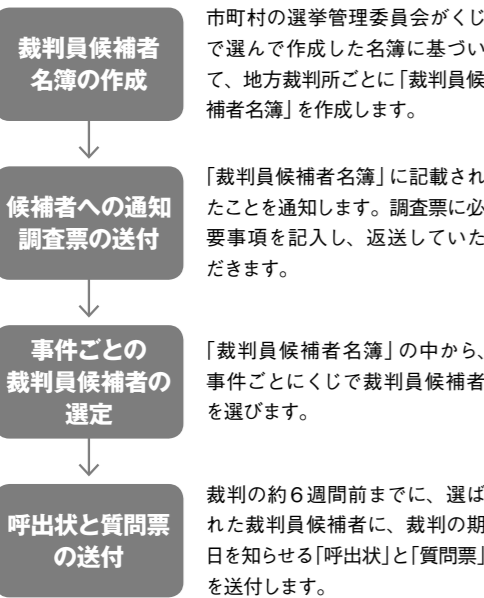 裁判員候補者
名簿の作成
市町村の選挙管理委員会がくじ
で選んで作成した名簿に基づい
て、地方裁判所ごとに「裁判員候
補者名簿」を作成します。
候補者への通知
調査票の送付
「裁判員候補者名簿」に記載され
たことを通知します。調査票に必
要事項を記入し、返送していた
だきます。
事件ごとの
裁判員候補者の
選定
「裁判員候補者名簿」の中から、
事件ごとにくじで裁判員候補者
を選びます。
呼出状と質問票
の送付
裁判の約6週間前までに、選ば
れた裁判員候補者に、裁判の期
日を知らせる「呼出状」と「質問票」
を送付します。